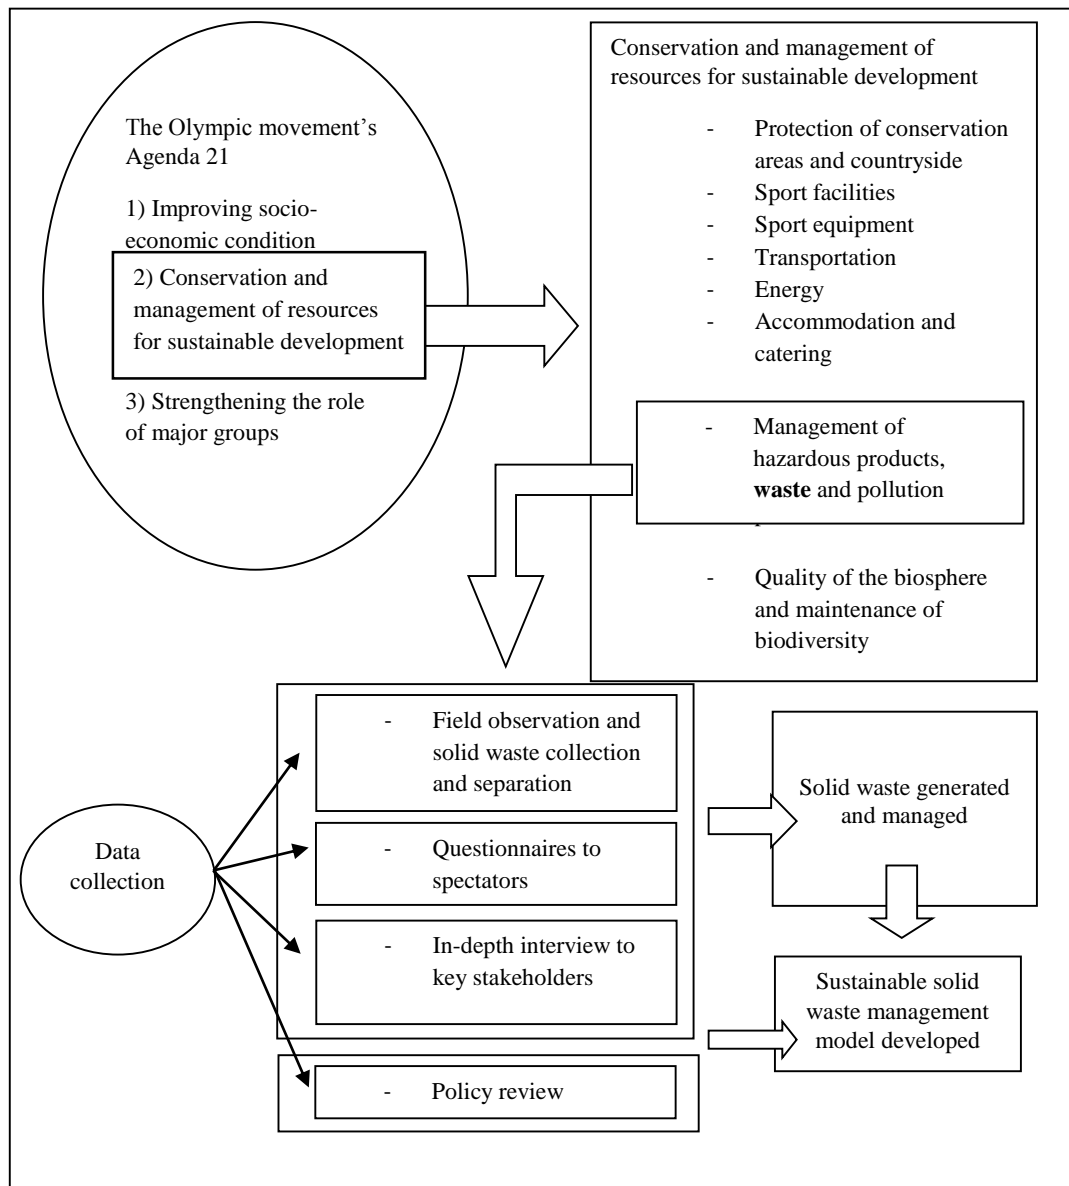 The Olympic movement's
Agenda 21
1) Improving socio-
economic condition
2) Conservation and
management of resources
for sustainable development
3) Strengthening the role
of major groups
Conservation and management of
resources for sustainable development
- Protection of conservation
areas and countryside
- Sport facilities
- Sport equipment
- Transportation
- Energy
- Accommodation and
catering
- Management of
hazardous products,
waste and pollution
- Quality of the biosphere
and maintenance of
biodiversity
Data
collection
- Field observation and
solid waste collection
and separation
- Questionnaires to
spectators
- In-depth interview to
key stakeholders
- Policy review
Solid waste generated
and managed
Sustainable solid
waste management
model developed